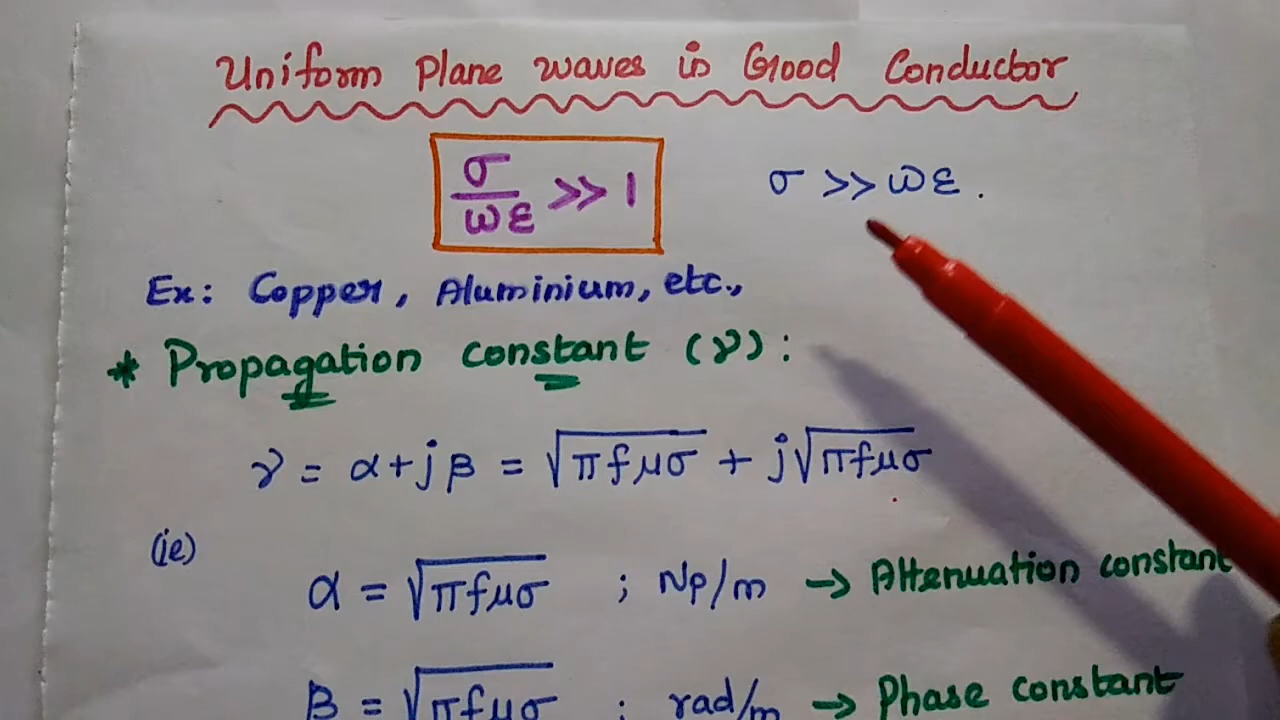 Uniform Plane waves in Good Conductor
σ/ωε >> 1
σ >> ωε.
Ex: Copper, Aluminium, etc.,
* Propagation constant (γ):
γ = α+jβ = √πfμσ + j√πfμσ
(ie)
α = √πfμσ ; Np/m → Attenuation constant
β = √πfμσ ; rad/m → Phase constant